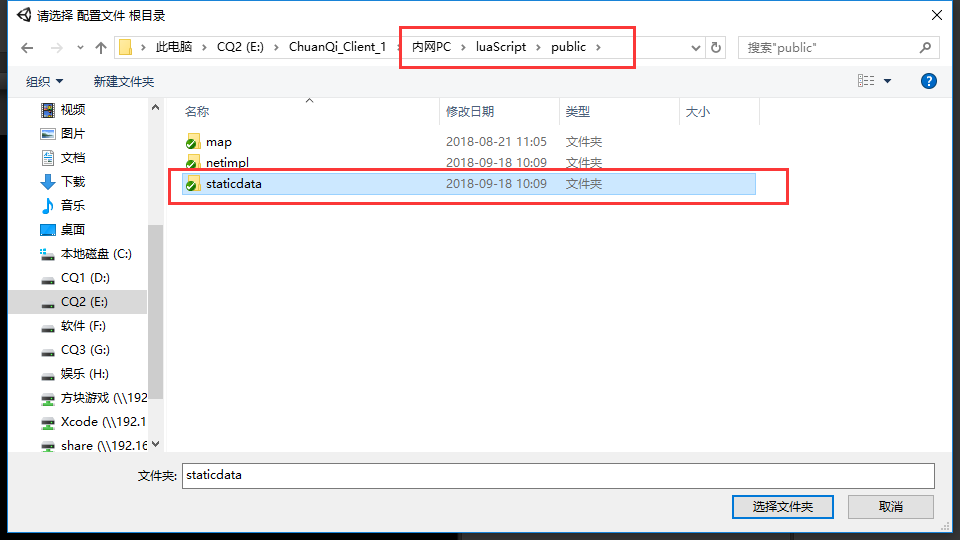 请选择 配置文件 根目录
此电脑 CQ2 (E:) ChuanQi_Client_1 内网PC luaScript public 搜索"public"
组织 新建文件夹
名称 修改日期 类型 大小
视频
图片
文档
下载
音乐
桌面
本地磁盘 (C:)
CQ1 (D:)
CQ2 (E:)
软件 (F:)
CQ3 (G:)
娱乐 (H:)
方块游戏 (\\192
Xcode (\\192.1
share (\\192.16
map 2018-08-21 11:05 文件夹
netimpl 2018-09-18 10:09 文件夹
staticdata 2018-09-18 10:09 文件夹
文件夹: staticdata
选择文件夹 取消